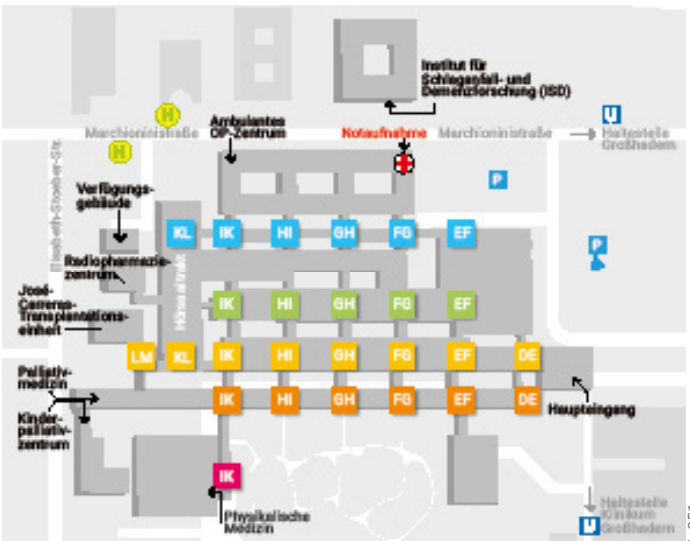 Institut für
Schlaganfall- und
Demenzforschung (ISD)
U
H
Ambulantes
OP-Zentrum
Marchioninistraße
Notaufnahme
Marchioninistraße
Haltestelle
Großhadern
H
Elisabeth-Stoeber-Str.
P
Verfügungs-
gebäude
KL IK HI GH FG EF
P
Radiopharmazie-
zentrum
Hörsaaltrakt
José-
Carreras-
Transplantations-
einheit
IK HI GH FG EF
LM KL IK HI GH FG EF DE
Palliativ-
medizin
IK HI GH FG EF DE
Haupteingang
Kinder-
palliativ-
zentrum
IK
Physikalische
Medizin
Haltestelle
Klinikum
Großhadern
U